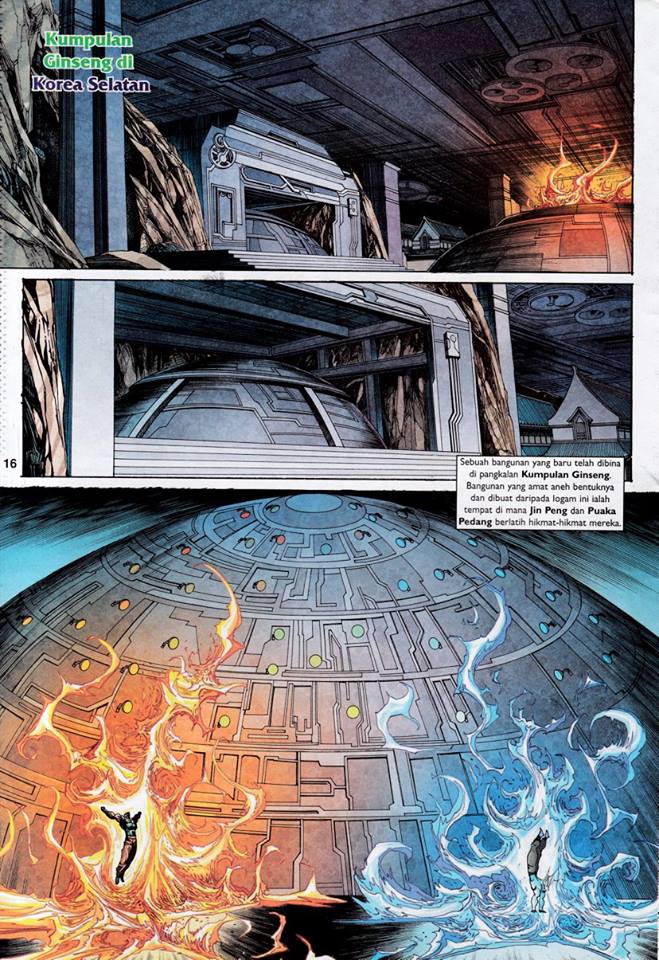 Kumpulan
Ginseng di
Korea Selatan
16
Sebuah bangunan yang baru telah dibina
di pangkalan Kumpulan Ginseng.
Bangunan yang amat aneh bentuknya
dan dibuat daripada logam ini ialah
tempat di mana Jin Peng dan Puaka
Pedang berlatih hikmat-hikmat mereka.